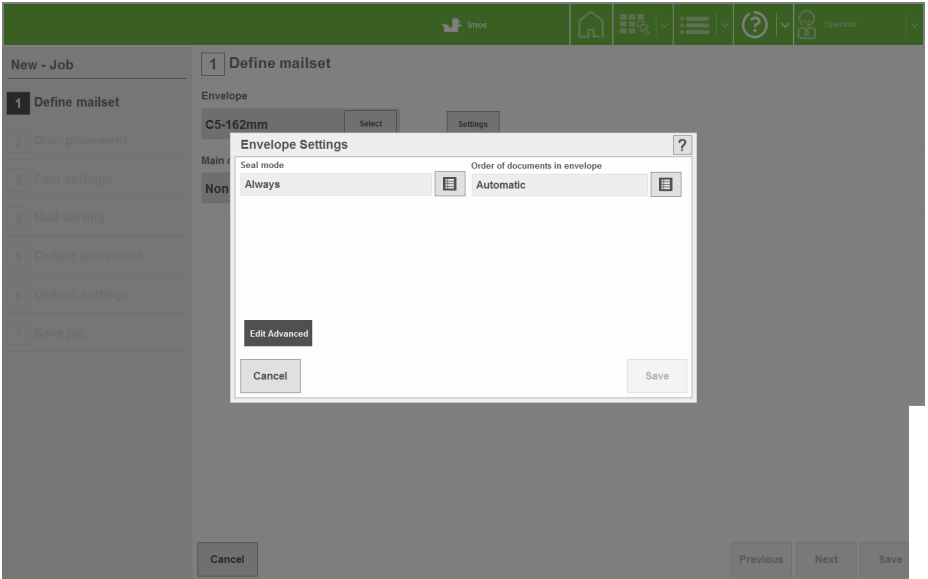 imos
Operator
New - Job
1 Define mailset
2 Doc. placement
3 Fold settings
4 Mail sorting
5 Output placement
6 Output settings
7 Save job
1 Define mailset
Envelope
C5-162mm Select Settings
Main
Non
Envelope Settings ?
Seal mode Order of documents in envelope
Always Automatic
Edit Advanced
Cancel Save
Cancel Previous Next Save